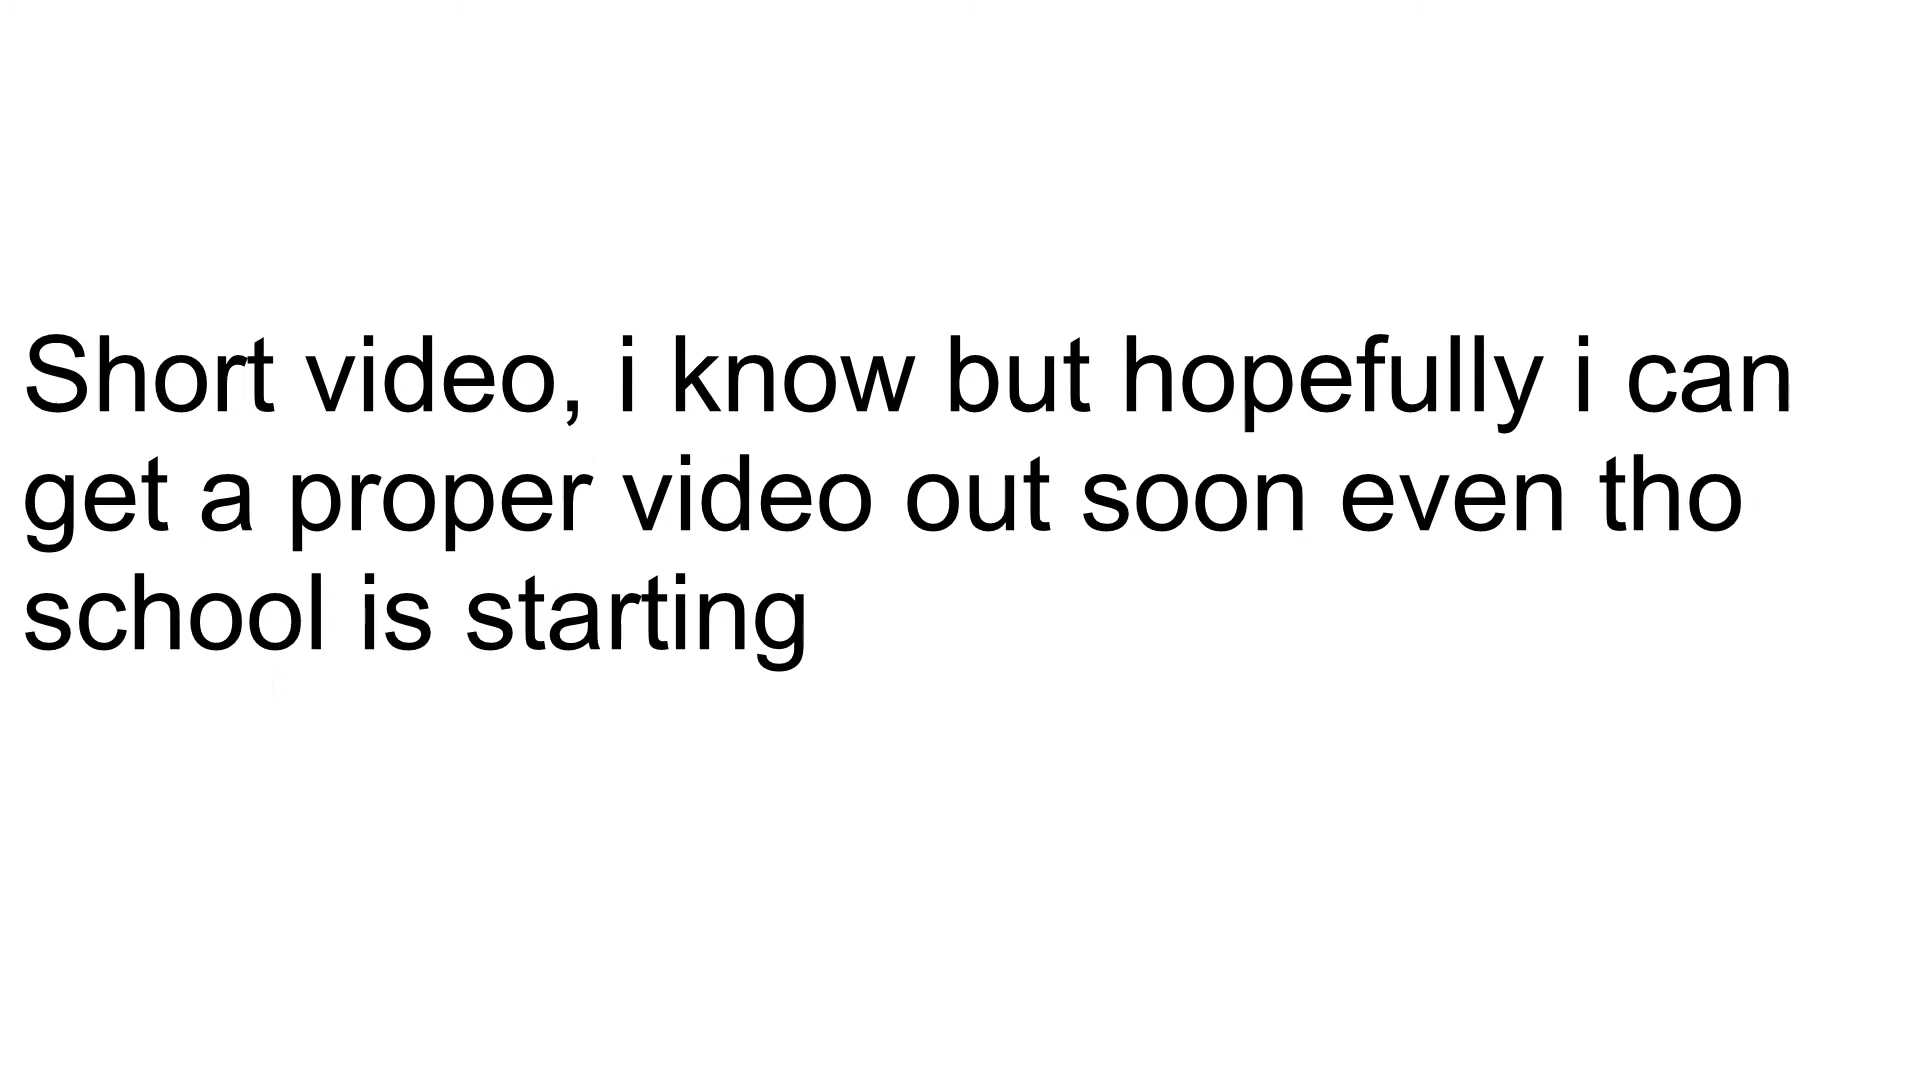 Short video, i know but hopefully i can
get a proper video out soon even tho
school is starting